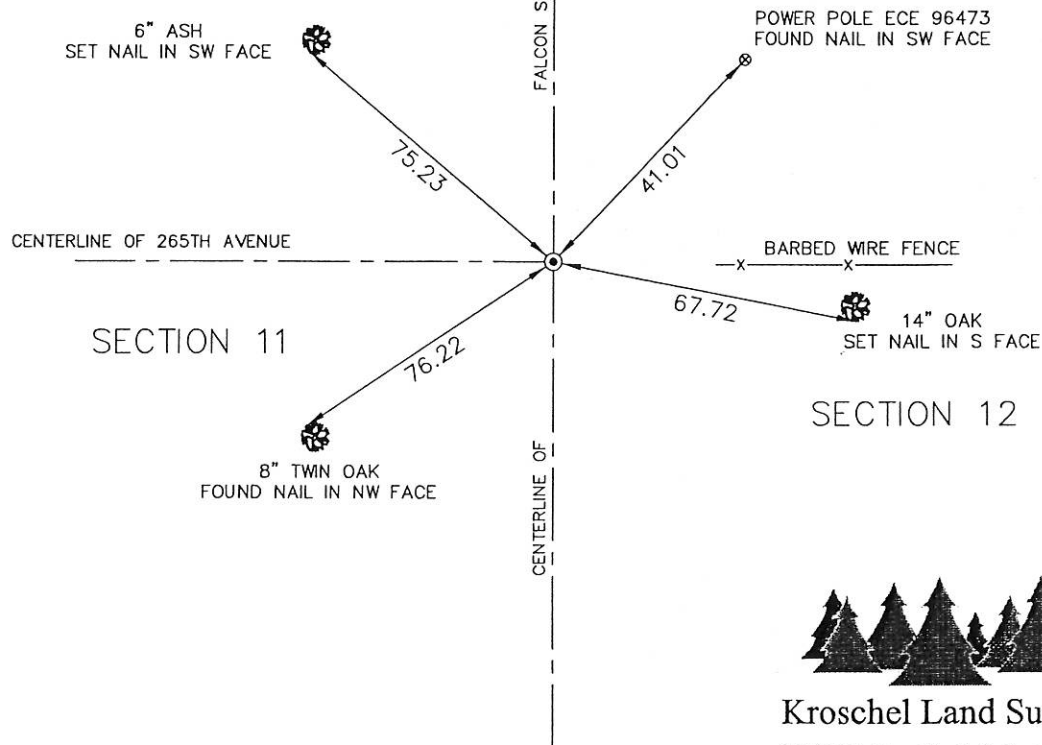 6" ASH
SET NAIL IN SW FACE
FALCON S
POWER POLE ECE 96473
FOUND NAIL IN SW FACE
75.23
41.01
CENTERLINE OF 265TH AVENUE
BARBED WIRE FENCE
67.72
14" OAK
SET NAIL IN S FACE
SECTION 11
76.22
SECTION 12
8" TWIN OAK
FOUND NAIL IN NW FACE
CENTERLINE OF
Kroschel Land Su